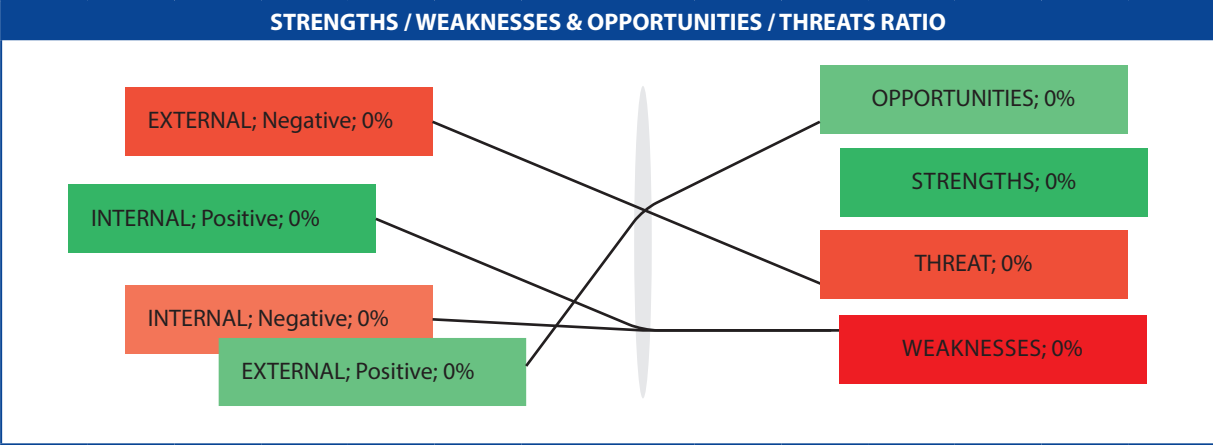 STRENGTHS / WEAKNESSES & OPPORTUNITIES / THREATS RATIO
EXTERNAL; Negative; 0%
INTERNAL; Positive; 0%
INTERNAL; Negative; 0%
EXTERNAL; Positive; 0%
OPPORTUNITIES; 0%
STRENGTHS; 0%
THREAT; 0%
WEAKNESSES; 0%